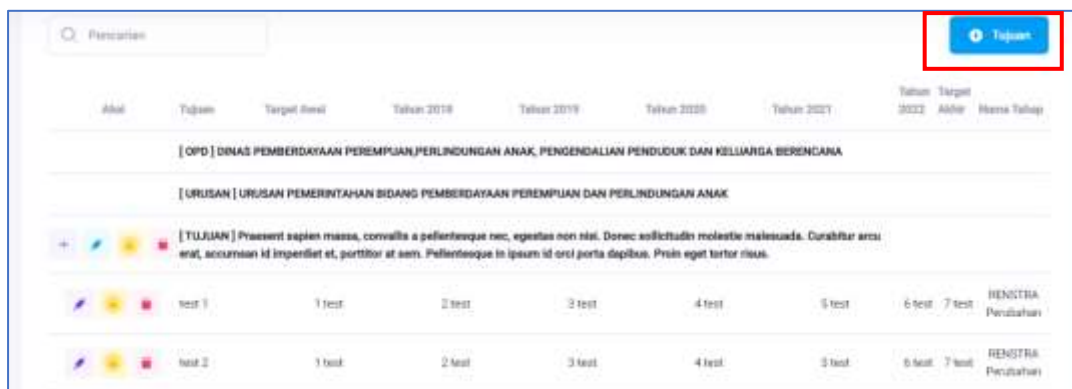 Pencarian
Tujuan
Aksi Tujuan Target Awal Tahun 2018 Tahun 2019 Tahun 2020 Tahun 2021 Tahun 2022 Target Akhir Nama Tahap
[ OPD ] DINAS PEMBERDAYAAN PEREMPUAN,PERLINDUNGAN ANAK, PENGENDALIAN PENDUDUK DAN KELUARGA BERENCANA
[ URUSAN ] URUSAN PEMERINTAHAN BIDANG PEMBERDAYAAN PEREMPUAN DAN PERLINDUNGAN ANAK
[ TUJUAN ] Praesent sapien massa, convallis a pellentesque nec, egestas non nisi. Donec sollicitudin molestie malesuada. Curabitur arcu
erat, accumsan id imperdiet et, porttitor at sem. Pellentesque in ipsum id orci porta dapibus. Proin eget tortor risus.
test 1 1 test 2 test 3 test 4 test 5 test 6 test 7 test RENSTRA Perubahan
test 2 1 test 2 test 3 test 4 test 5 test 6 test 7 test RENSTRA Perubahan